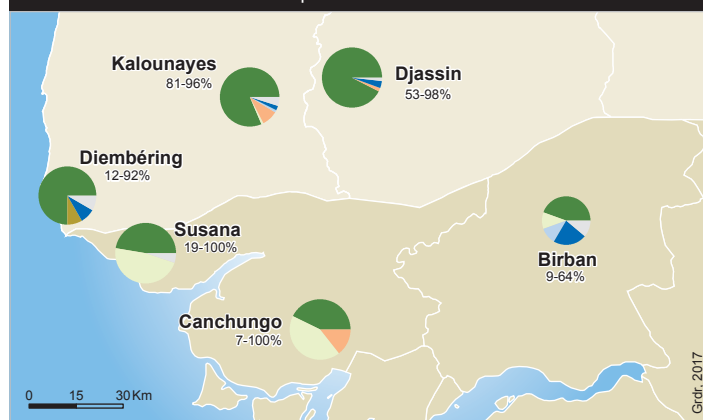 Kalounayes
81-96%
Djassin
53-98%
Diembéring
12-92%
Susana
19-100%
Birban
9-64%
Canchungo
7-100%
0 15 30 Km
Grdr, 2017